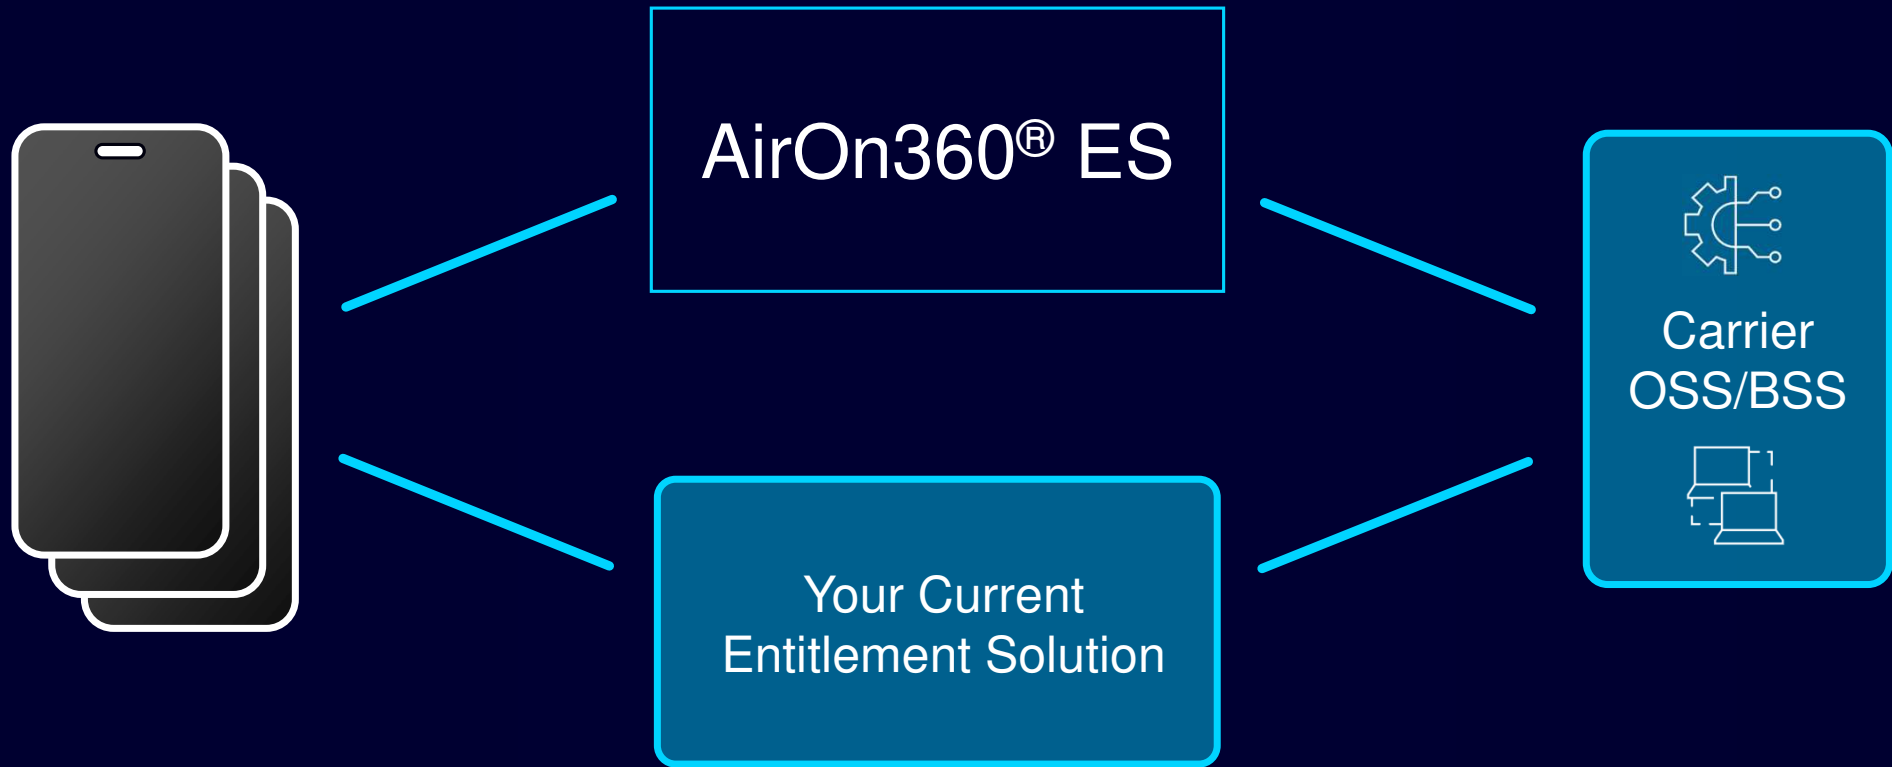 AirOn360® ES
Carrier
OSS/BSS
Your Current
Entitlement Solution